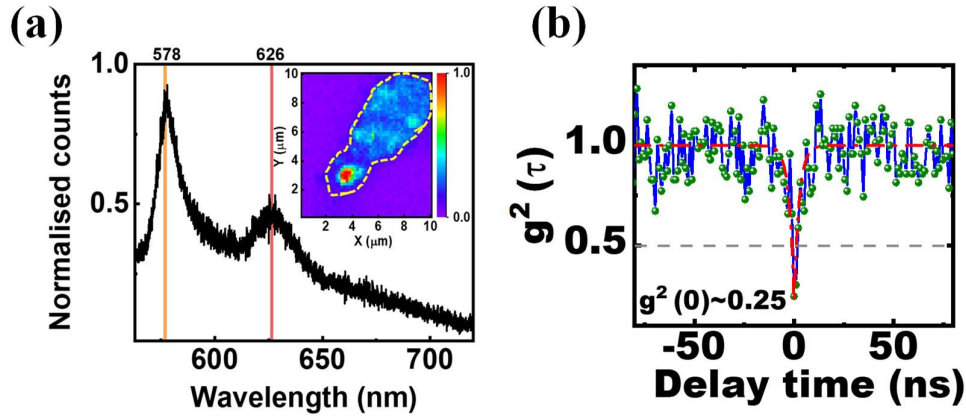 (a)
578 626
1.0
0.5
Normalised counts
600 650 700
Wavelength (nm)
10
8
6
4
2
Y (μm)
2 4 6 8 10
X (μm)
1.0
0.0
(b)
1.0
0.5
g² (τ)
g² (0)~0.25
-50 0 50
Delay time (ns)